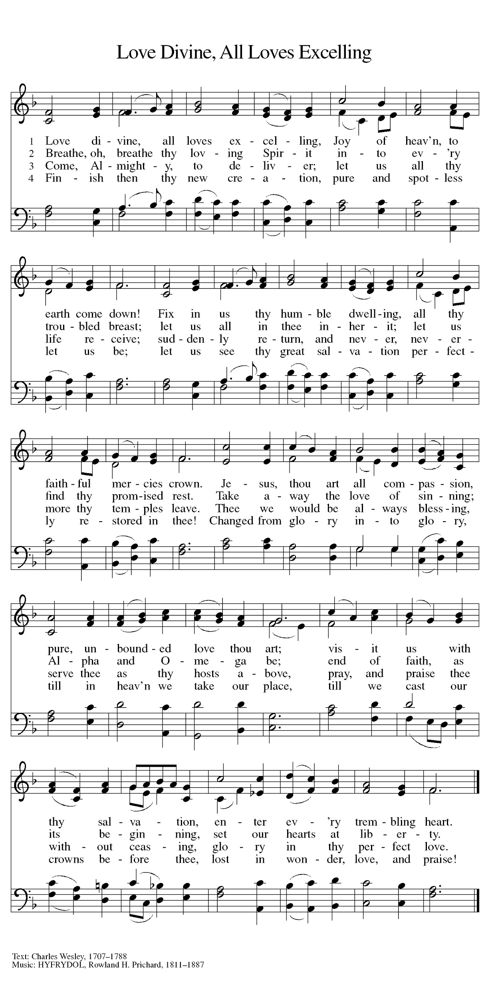 Love Divine, All Loves Excelling
1 Love di - vine, all loves ex - cel - ling, Joy of heav'n, to
2 Breathe, oh, breathe thy lov - ing Spir - it in - to ev - 'ry
3 Come, Al - might - y, to de - liv - er; let us all thy
4 Fin - ish then thy new cre - a - tion, pure and spot - less
earth come down! Fix in us thy hum - ble dwell - ing, all thy
trou - bled breast; let us all in thee in - her - it; let us
life re - ceive; sud - den - ly re - turn, and nev - er, nev - er -
let us be; let us see thy great sal - va - tion per - fect -
faith - ful mer - cies crown. Je - sus, thou art all com - pas - sion,
find thy prom - ised rest. Take a - way the love of sin - ning;
more thy tem - ples leave. Thee we would be al - ways bless - ing,
ly re - stored in thee! Changed from glo - ry in - to glo - ry,
pure, un - bound - ed love thou art; vis - it us with
Al - pha and O - me - ga be; end of faith, as
serve thee as thy hosts a - bove, pray, and praise thee
till in heav'n we take our place, till we cast our
thy sal - va - tion, en - ter ev - 'ry trem - bling heart.
its be - gin - ning, set our hearts at lib - er - ty.
with - out ceas - ing, glo - ry in thy per - fect love.
crowns be - fore thee, lost in won - der, love, and praise!
Text: Charles Wesley, 1707–1788
Music: HYFRYDOL, Rowland H. Prichard, 1811–1887